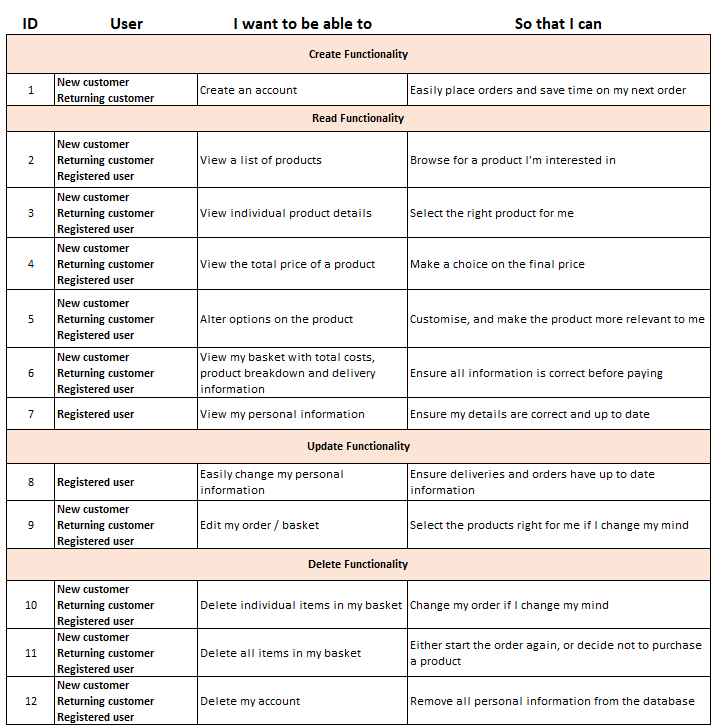 ID User I want to be able to So that I can
Create Functionality
1 New customer Returning customer Create an account Easily place orders and save time on my next order
Read Functionality
2 New customer Returning customer Registered user View a list of products Browse for a product I'm interested in
3 New customer Returning customer Registered user View individual product details Select the right product for me
4 New customer Returning customer Registered user View the total price of a product Make a choice on the final price
5 New customer Returning customer Registered user Alter options on the product Customise, and make the product more relevant to me
6 New customer Returning customer Registered user View my basket with total costs, product breakdown and delivery information Ensure all information is correct before paying
7 Registered user View my personal information Ensure my details are correct and up to date
Update Functionality
8 Registered user Easily change my personal information Ensure deliveries and orders have up to date information
9 New customer Returning customer Registered user Edit my order / basket Select the products right for me if I change my mind
Delete Functionality
10 New customer Returning customer Registered user Delete individual items in my basket Change my order if I change my mind
11 New customer Returning customer Registered user Delete all items in my basket Either start the order again, or decide not to purchase a product
12 New customer Returning customer Registered user Delete my account Remove all personal information from the database